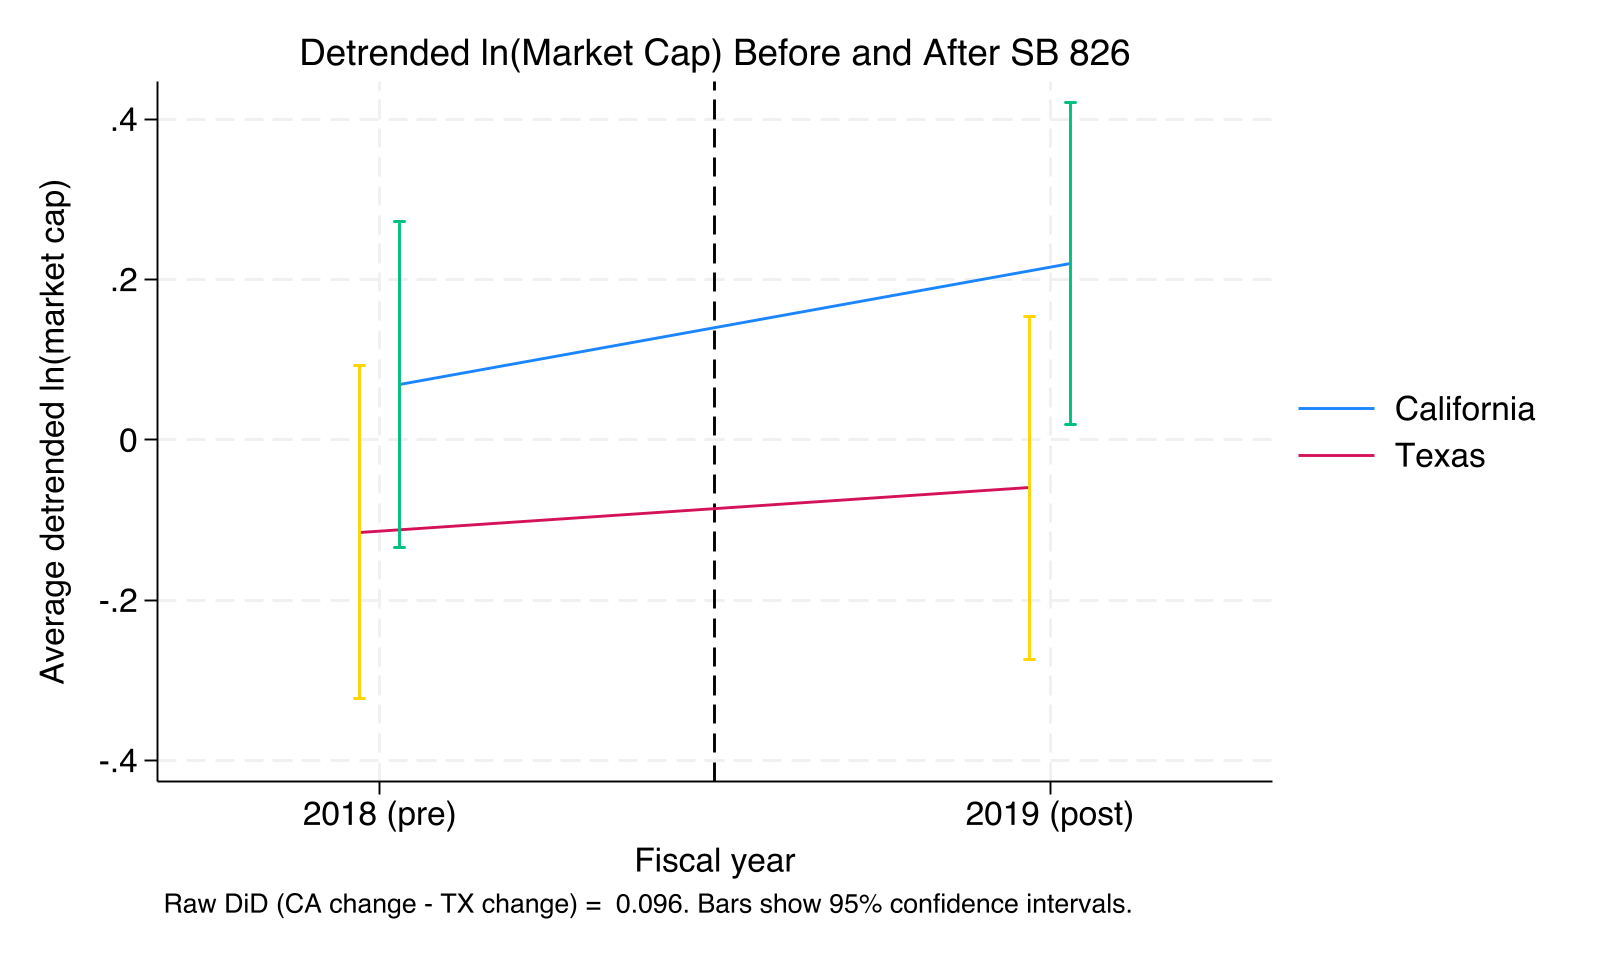 Detrended ln(Market Cap) Before and After SB 826
Average detrended ln(market cap)
.4
.2
0
-.2
-.4
2018 (pre)
2019 (post)
Fiscal year
California
Texas
Raw DiD (CA change - TX change) =  0.096. Bars show 95% confidence intervals.